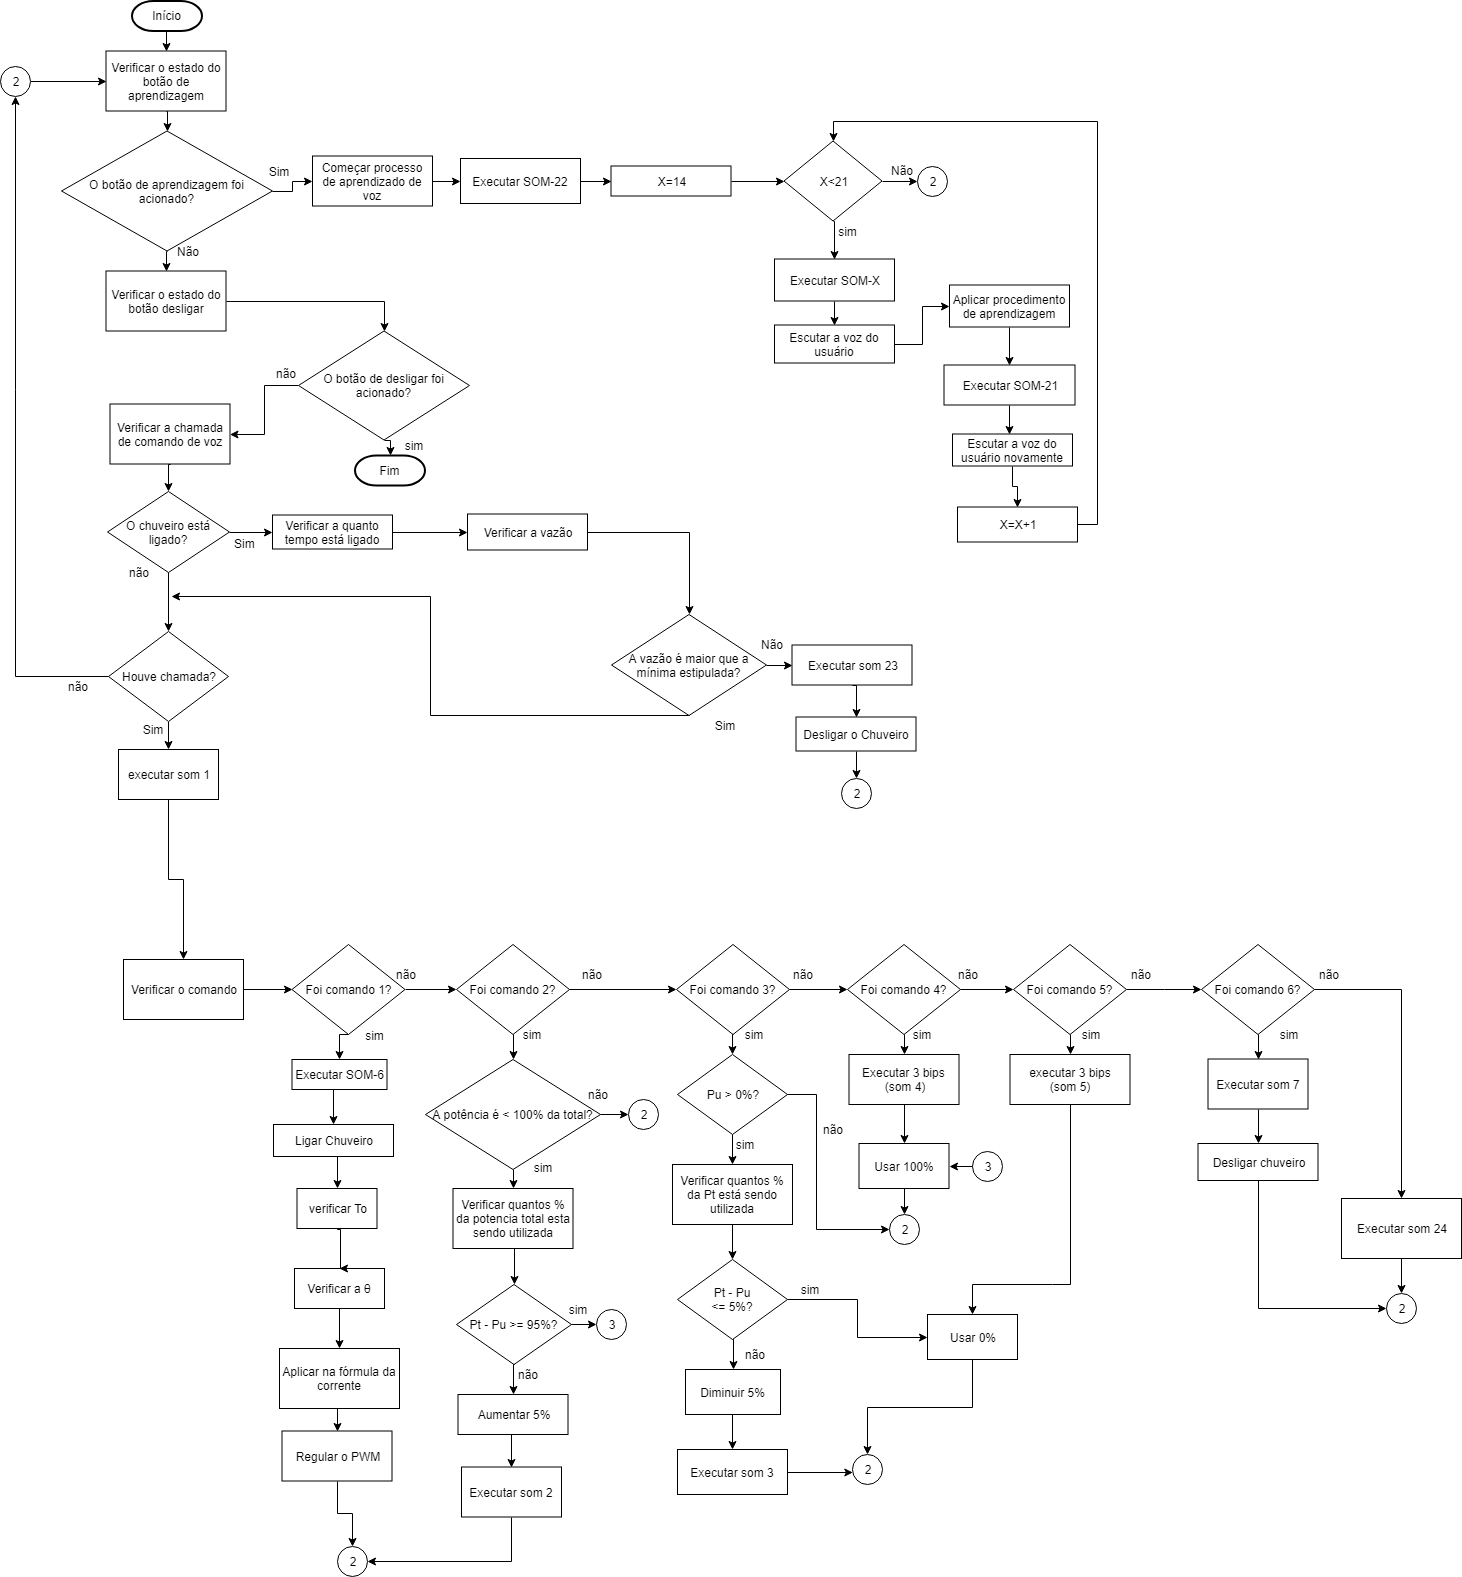 Início
Verificar o estado do
botão de
aprendizagem
2
O botão de aprendizagem foi
acionado?
Sim
Começar processo
de aprendizado de
voz
Executar SOM-22
X=14
X<21
Não
2
sim
Executar SOM-X
Escutar a voz do
usuário
Aplicar procedimento
de aprendizagem
Executar SOM-21
Escutar a voz do
usuário novamente
X=X+1
Não
Verificar o estado do
botão desligar
O botão de desligar foi
acionado?
não
sim
Fim
Verificar a chamada
de comando de voz
O chuveiro está
ligado?
Sim
Verificar a quanto
tempo está ligado
Verificar a vazão
não
A vazão é maior que a
mínima estipulada?
Não
Executar som 23
Desligar o Chuveiro
2
Sim
Houve chamada?
não
Sim
executar som 1
Verificar o comando
Foi comando 1?
não
Foi comando 2?
não
Foi comando 3?
não
Foi comando 4?
não
Foi comando 5?
não
Foi comando 6?
não
sim
Executar SOM-6
Ligar Chuveiro
verificar To
Verificar a θ
Aplicar na fórmula da
corrente
Regular o PWM
2
sim
A potência é < 100% da total?
não
2
sim
Verificar quantos %
da potencia total esta
sendo utilizada
Pt - Pu >= 95%?
sim
3
não
Aumentar 5%
Executar som 2
sim
Pu > 0%?
não
sim
Verificar quantos %
da Pt está sendo
utilizada
Pt - Pu
<= 5%?
sim
não
Diminuir 5%
Executar som 3
2
sim
Executar 3 bips
(som 4)
Usar 100%
3
2
sim
executar 3 bips
(som 5)
Usar 0%
sim
Executar som 7
Desligar chuveiro
Executar som 24
2